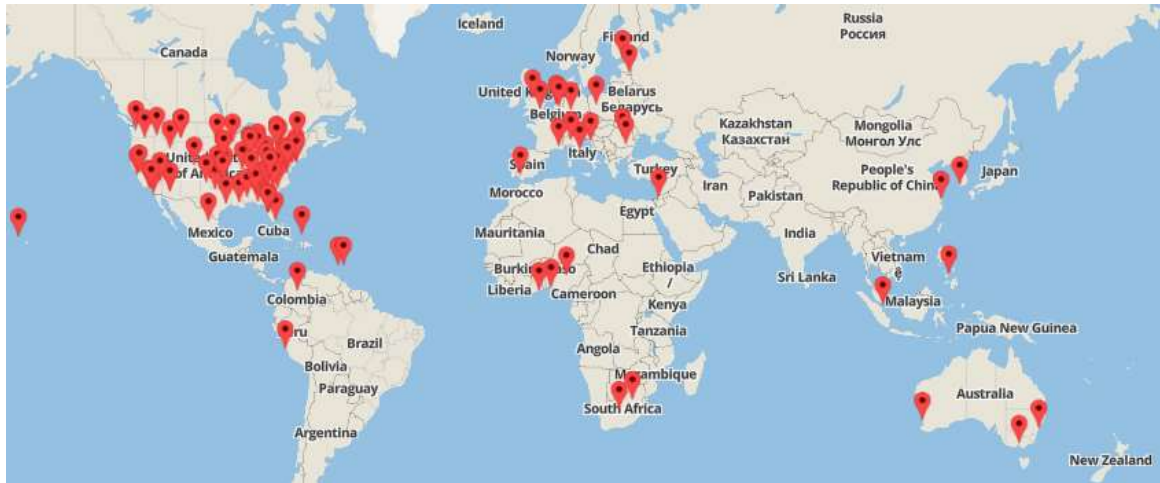 Iceland
Russia
Россия
Finland
Norway
Canada
United Kingdom
Belarus
Беларусь
Belgium
Kazakhstan
Казахстан
Mongolia
Монгол Улс
Italy
Spain
Turkey
People's
Republic of China
Japan
United States
of America
Morocco
Iran
Pakistan
Egypt
Mexico
Cuba
Mauritania
India
Guatemala
Chad
Vietnam
Burkina Faso
Ethiopia
/
Sri Lanka
Liberia
Cameroon
Malaysia
Colombia
Kenya
Papua New Guinea
Tanzania
Peru
Brazil
Angola
Bolivia
Mozambique
Paraguay
Australia
South Africa
Argentina
New Zealand